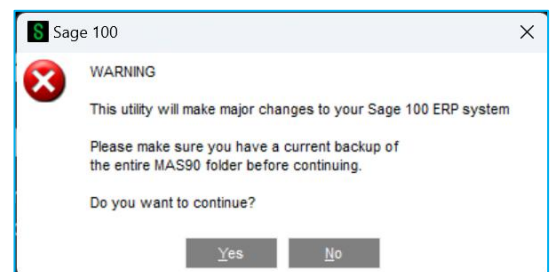 S Sage 100
WARNING
This utility will make major changes to your Sage 100 ERP system
Please make sure you have a current backup of
the entire MAS90 folder before continuing.
Do you want to continue?
Yes No